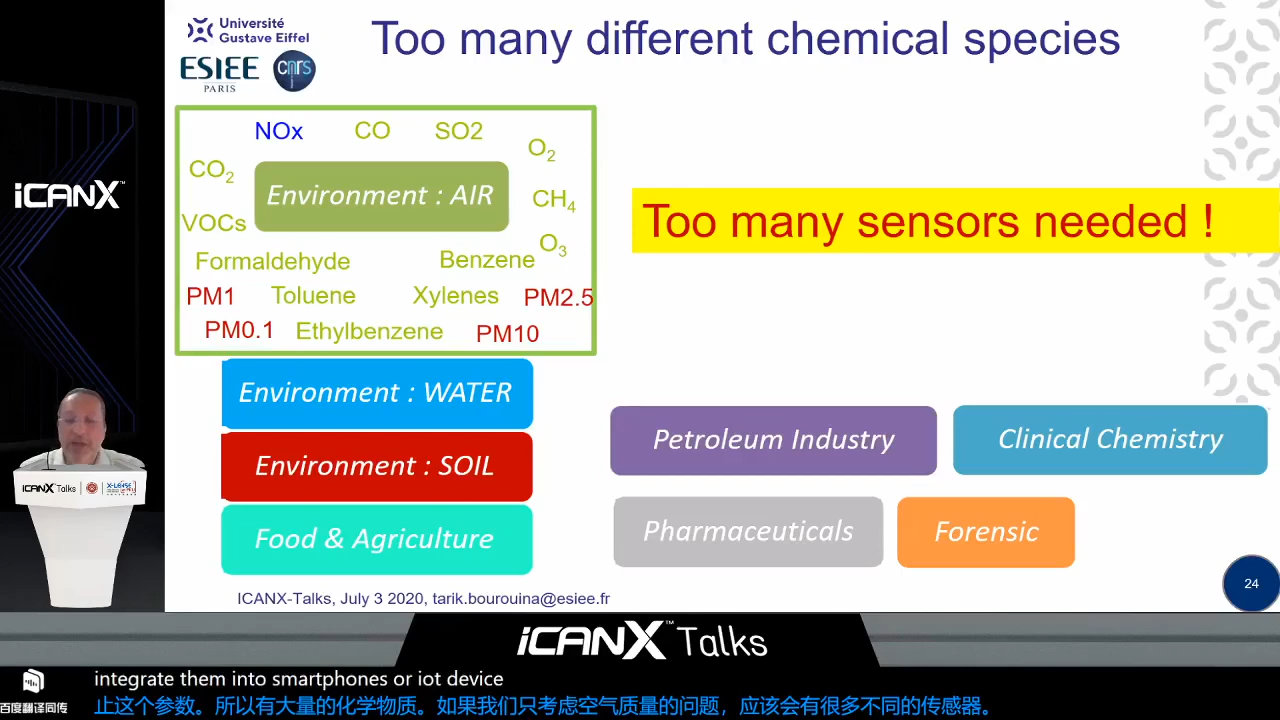 Université
Gustave Eiffel
ESIEE
PARIS
cnrs
Too many different chemical species
NOx
CO
SO2
O2
CO2
Environment : AIR
CH4
VOCs
O3
Formaldehyde
Benzene
PM1
Toluene
Xylenes
PM2.5
PM0.1
Ethylbenzene
PM10
Too many sensors needed !
iCANX™
Environment : WATER
Environment : SOIL
Food & Agriculture
Petroleum Industry
Clinical Chemistry
Pharmaceuticals
Forensic
iCANX Talks
X-LENSE
ICANX-Talks, July 3 2020, tarik.bourouina@esiee.fr
24
iCANX™ Talks
integrate them into smartphones or iot device
百度翻译同传
止这个参数。所以有大量的化学物质。如果我们只考虑空气质量的问题，应该会有很多不同的传感器。